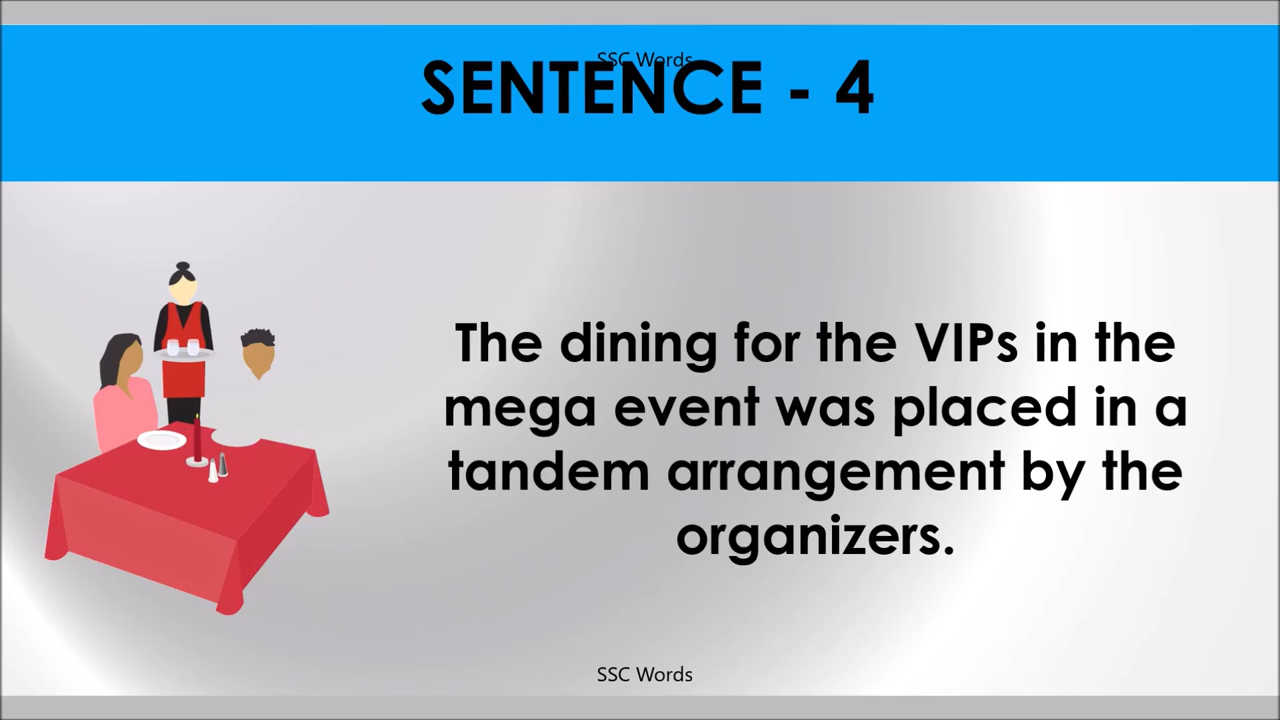 SSC Words
SENTENCE - 4
The dining for the VIPs in the
mega event was placed in a
tandem arrangement by the
organizers.
SSC Words